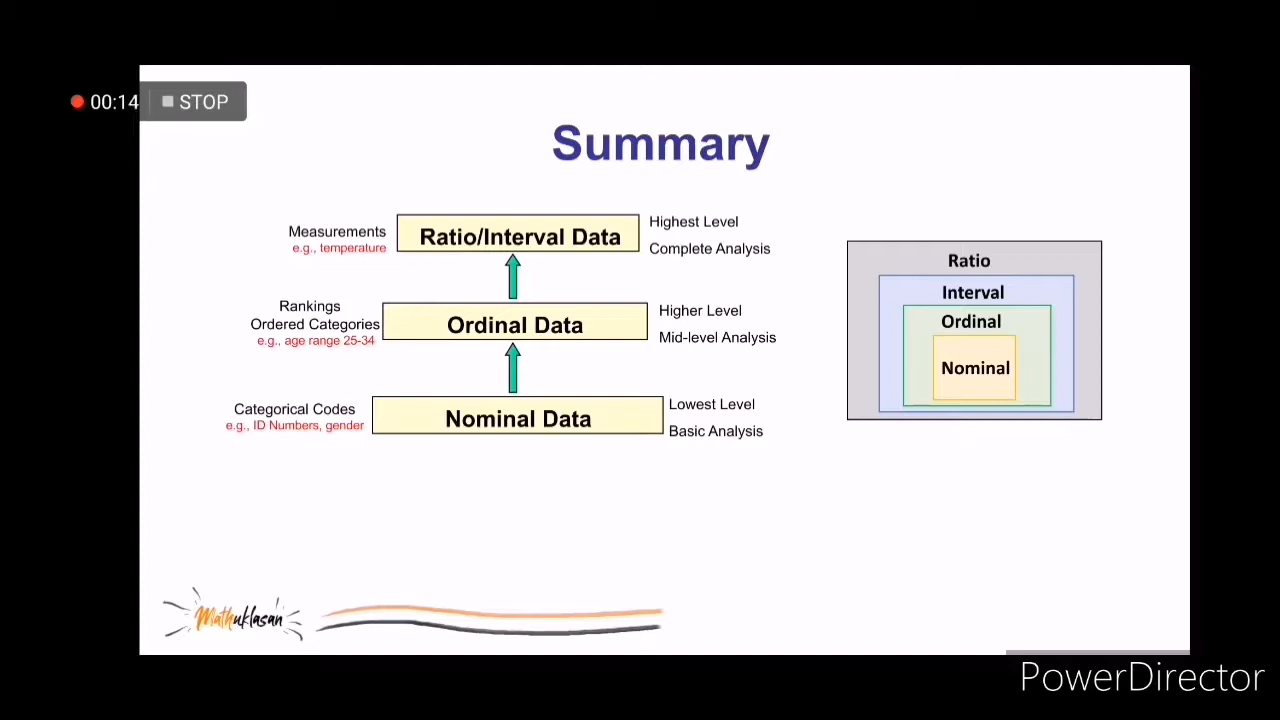 00:14 STOP
Summary
Measurements
e.g., temperature
Ratio/Interval Data
Highest Level
Complete Analysis
Rankings
Ordered Categories
e.g., age range 25-34
Ordinal Data
Higher Level
Mid-level Analysis
Categorical Codes
e.g., ID Numbers, gender
Nominal Data
Lowest Level
Basic Analysis
Ratio
Interval
Ordinal
Nominal
Mathuklasan
PowerDirector